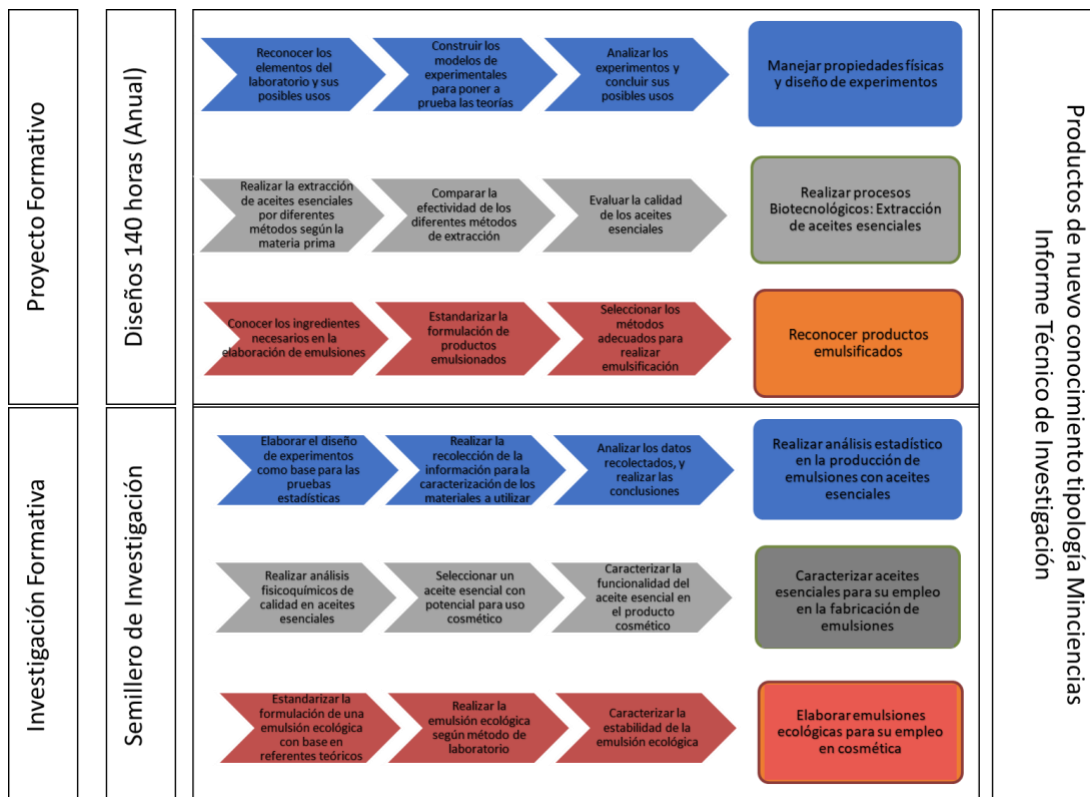 Proyecto Formativo
Diseños 140 horas (Anual)
Reconocer los
elementos del
laboratorio y sus
posibles usos
Construir los
modelos de
experimentales
para poner a
prueba las teorías
Analizar los
experimentos y
concluir sus
posibles usos
Manejar propiedades físicas
y diseño de experimentos
Realizar la extracción
de aceites esenciales
por diferentes
métodos según la
materia prima
Comparar la
efectividad de los
diferentes métodos
de extracción
Evaluar la calidad
de los aceites
esenciales
Realizar procesos
Biotecnológicos: Extracción
de aceites esenciales
Conocer los ingredientes
necesarios en la
elaboración de emulsiones
Estandarizar la
formulación de
productos
emulsionados
Seleccionar los
métodos
adecuados para
realizar
emulsificación
Reconocer productos
emulsificados
Investigación Formativa
Semillero de Investigación
Elaborar el diseño
de experimentos
como base para las
pruebas
estadísticas
Realizar la
recolección de la
información para la
caracterización de los
materiales a utilizar
Analizar los datos
recolectados, y
realizar las
conclusiones
Realizar análisis estadístico
en la producción de
emulsiones con aceites
esenciales
Realizar análisis
fisicoquímicos de
calidad en aceites
esenciales
Seleccionar un
aceite esencial con
potencial para uso
cosmético
Caracterizar la
funcionalidad del
aceite esencial en
el producto
cosmético
Caracterizar aceites
esenciales para su empleo
en la fabricación de
emulsiones
Estandarizar la
formulación de una
emulsión ecológica
con base en
referentes teóricos
Realizar la
emulsión ecológica
según método de
laboratorio
Caracterizar la
estabilidad de la
emulsión ecológica
Elaborar emulsiones
ecológicas para su empleo
en cosmética
Productos de nuevo conocimiento tipología Minciencias
Informe Técnico de Investigación